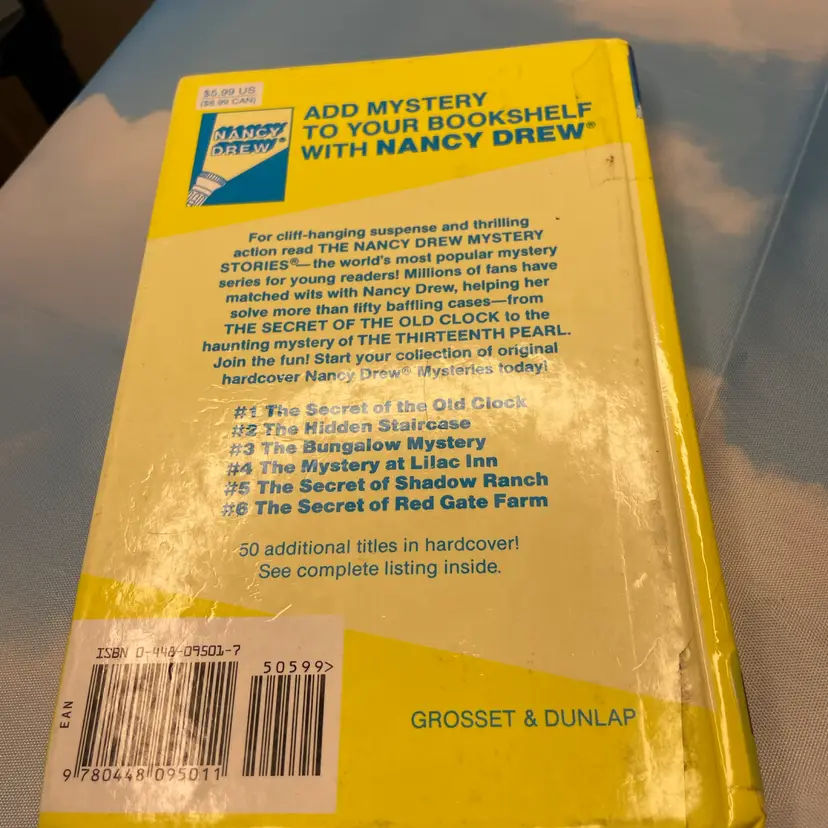 $5.99 US
($6.99 CAN)
NANCY
DREW®
ADD MYSTERY
TO YOUR BOOKSHELF
WITH NANCY DREW®
For cliff-hanging suspense and thrilling
action read THE NANCY DREW MYSTERY
STORIES®—the world's most popular mystery
series for young readers! Millions of fans have
matched wits with Nancy Drew, helping her
solve more than fifty baffling cases—from
THE SECRET OF THE OLD CLOCK to the
haunting mystery of THE THIRTEENTH PEARL.
Join the fun! Start your collection of original
hardcover Nancy Drew® Mysteries today!
#1 The Secret of the Old Clock
#2 The Hidden Staircase
#3 The Bungalow Mystery
#4 The Mystery at Lilac Inn
#5 The Secret of Shadow Ranch
#6 The Secret of Red Gate Farm
50 additional titles in hardcover!
See complete listing inside.
ISBN 0-448-09501-7
50599>
EAN
9 780448 095011
GROSSET & DUNLAP